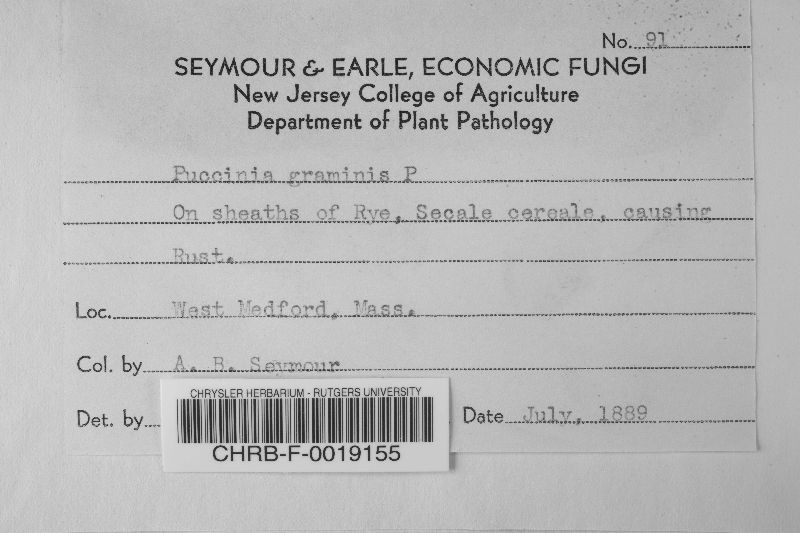 No. 91
SEYMOUR & EARLE, ECONOMIC FUNGI
New Jersey College of Agriculture
Department of Plant Pathology
Puccinia graminis P
On sheaths of Rye, Secale cereale, causing
Rust.
Loc. West Medford, Mass.
Col. by A. B. Seymour
Det. by
Date July, 1889
CHRYSLER HERBARIUM - RUTGERS UNIVERSITY
CHRB-F-0019155